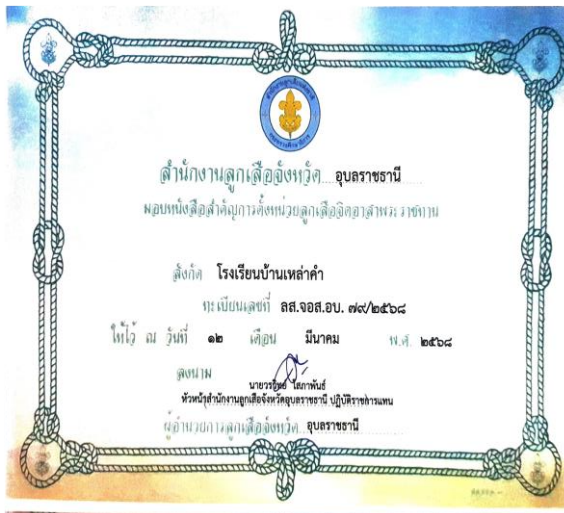 สำนักงานลูกเสือจังหวัด อุบลราชธานี
มอบหนังสือสำคัญการตั้งหน่วยลูกเสือจิตอาสาพระราชทาน
สังกัด โรงเรียนบ้านเหล่าคำ
ทะเบียนเลขที่ ลส.จอส.อบ. ๗๙/๒๕๖๘
ให้ไว้ ณ วันที่ ๑๒ เดือน มีนาคม พ.ศ. ๒๕๖๘
ลงนาม
โสภาพันธ์
หัวหน้าสำนักงานลูกเสือจังหวัดอุบลราชธานี ปฏิบัติราชการแทน
ผู้อำนวยการลูกเสือจังหวัด อุบลราชธานี